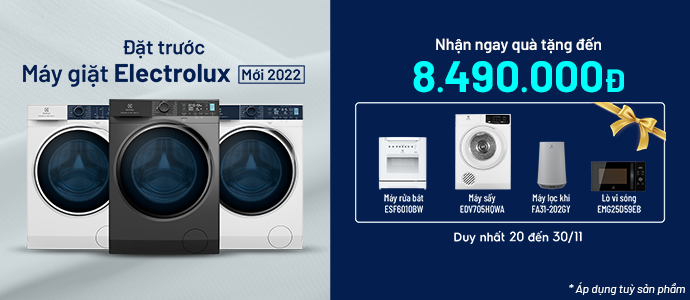 Đặt trước
Máy giặt Electrolux Mới 2022
Nhận ngay quà tặng đến
8.490.000Đ
Máy rửa bát
ESF6010BW
Máy sấy
EDV705HQWA
Máy lọc khí
FA31-202GY
Lò vi sóng
EMG25D59EB
Duy nhất 20 đến 30/11
* Áp dụng tuỳ sản phẩm